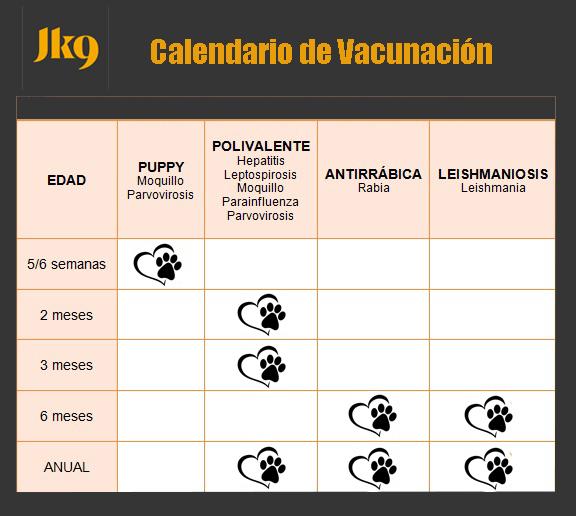 Jk9
Calendario de Vacunación
EDAD
PUPPY
Moquillo
Parvovirosis
POLIVALENTE
Hepatitis
Leptospirosis
Moquillo
Parainfluenza
Parvovirosis
ANTIRRÁBICA
Rabia
LEISHMANIOSIS
Leishmania
5/6 semanas
2 meses
3 meses
6 meses
ANUAL